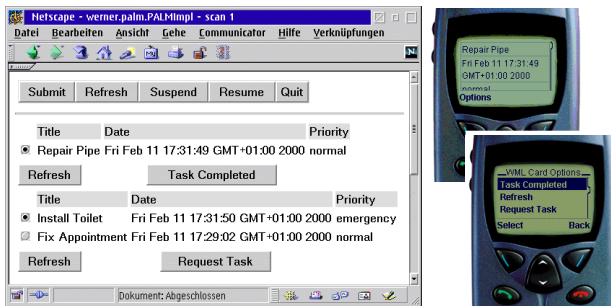 Netscape - werner.palm.PALMImpl - scan 1
Datei Bearbeiten Ansicht Gehe Communicator Hilfe Verknüpfungen
N
Submit Refresh Suspend Resume Quit
Title Date Priority
Repair Pipe Fri Feb 11 17:31:49 GMT+01:00 2000 normal
Refresh Task Completed
Title Date Priority
Install Toilet Fri Feb 11 17:31:50 GMT+01:00 2000 emergency
Fix Appointment Fri Feb 11 17:29:02 GMT+01:00 2000 normal
Refresh Request Task
Dokument: Abgeschlossen
Repair Pipe
Fri Feb 11 17:31:49
GMT+01:00 2000
normal
Options
WML Card Options
Task Completed
Refresh
Request Task
Select Back